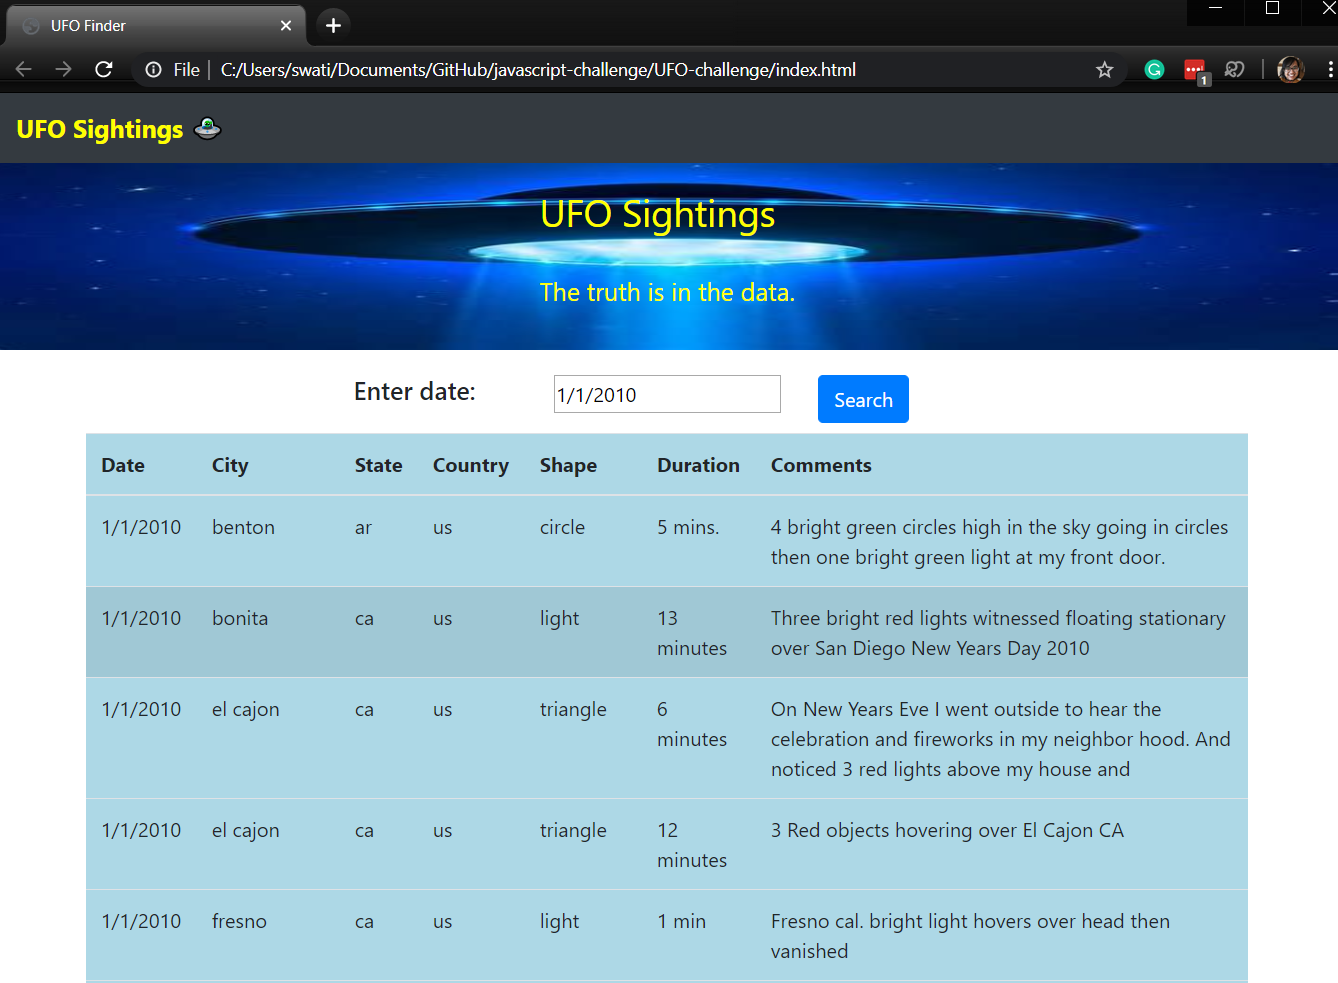 UFO Finder
File
C:/Users/swati/Documents/GitHub/javascript-challenge/UFO-challenge/index.html
1
UFO Sightings
UFO Sightings
The truth is in the data.
Enter date: 1/1/2010 Search
Date City State Country Shape Duration Comments
1/1/2010 benton ar us circle 5 mins. 4 bright green circles high in the sky going in circles
then one bright green light at my front door.
1/1/2010 bonita ca us light 13 Three bright red lights witnessed floating stationary
minutes over San Diego New Years Day 2010
1/1/2010 el cajon ca us triangle 6 On New Years Eve I went outside to hear the
minutes celebration and fireworks in my neighbor hood. And
noticed 3 red lights above my house and
1/1/2010 el cajon ca us triangle 12 3 Red objects hovering over El Cajon CA
minutes
1/1/2010 fresno ca us light 1 min Fresno cal. bright light hovers over head then
vanished